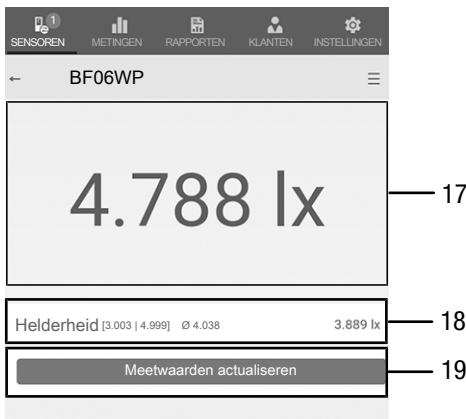 1
SENSOREN METINGEN RAPPORTEN KLANTEN INSTELLINGEN
← BF06WP ☰
4.788 lx 17
Helderheid [3.003 | 4.999] Ø 4.038 3.889 lx 18
Meetwaarden actualiseren 19